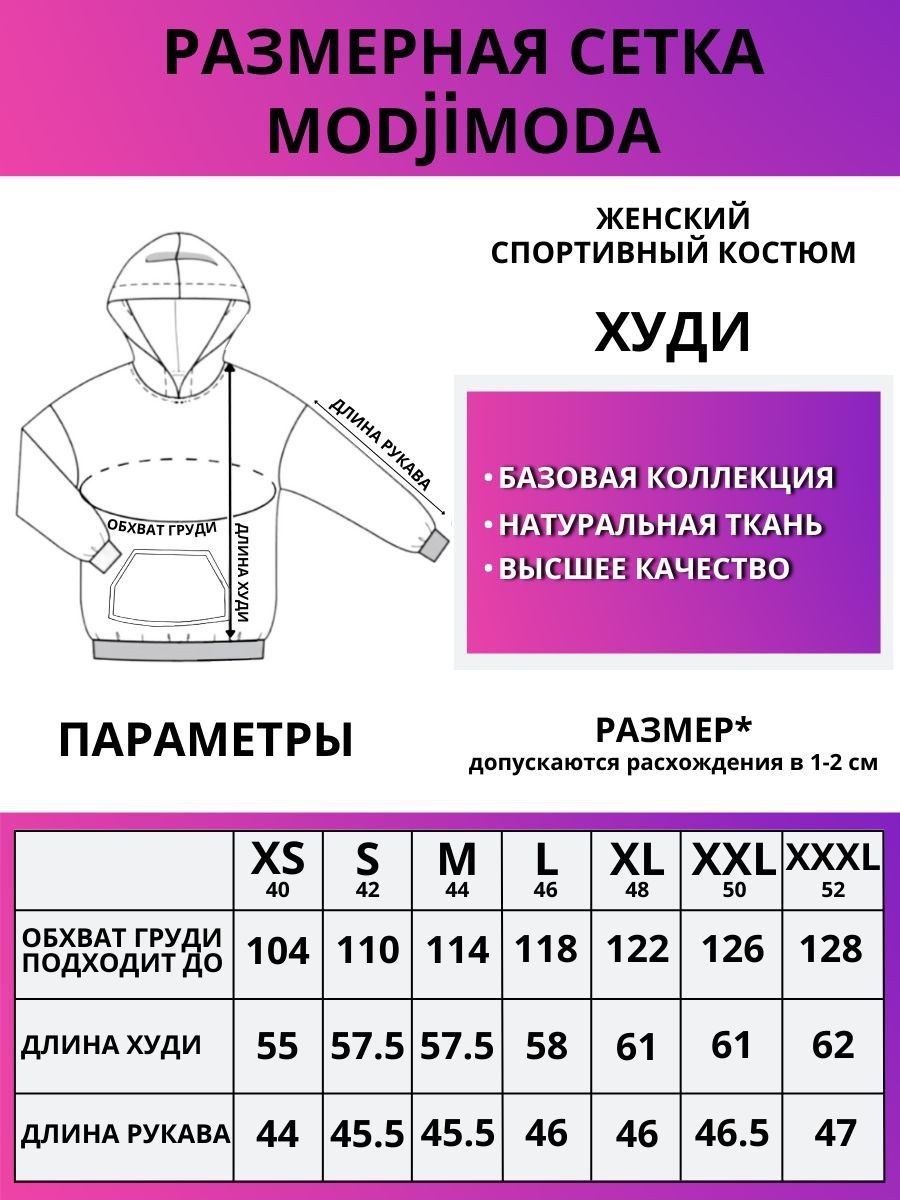 РАЗМЕРНАЯ СЕТКА
MODjiMODA
ЖЕНСКИЙ
СПОРТИВНЫЙ КОСТЮМ
ХУДИ
ДЛИНА РУКАВА
ОБХВАТ ГРУДИ
ДЛИНА ХУДИ
• БАЗОВАЯ КОЛЛЕКЦИЯ
• НАТУРАЛЬНАЯ ТКАНЬ
• ВЫСШЕЕ КАЧЕСТВО
ПАРАМЕТРЫ
РАЗМЕР*
допускаются расхождения в 1-2 см
XS S M L XL XXL XXXL
40 42 44 46 48 50 52
ОБХВАТ ГРУДИ
ПОДХОДИТ ДО 104 110 114 118 122 126 128
ДЛИНА ХУДИ 55 57.5 57.5 58 61 61 62
ДЛИНА РУКАВА 44 45.5 45.5 46 46 46.5 47